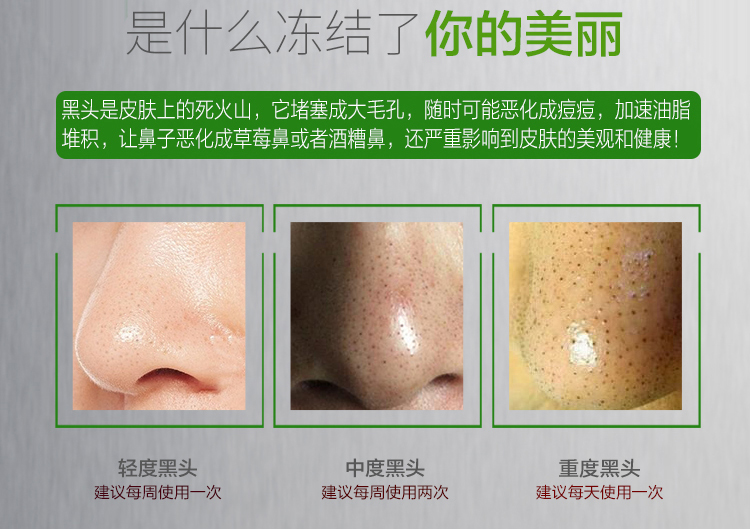 是什么冻结了你的美丽
黑头是皮肤上的死火山，它堵塞成大毛孔，随时可能恶化成痘痘，加速油脂
堆积，让鼻子恶化成草莓鼻或者酒糟鼻，还严重影响到皮肤的美观和健康！
轻度黑头 中度黑头 重度黑头
建议每周使用一次 建议每周使用两次 建议每天使用一次